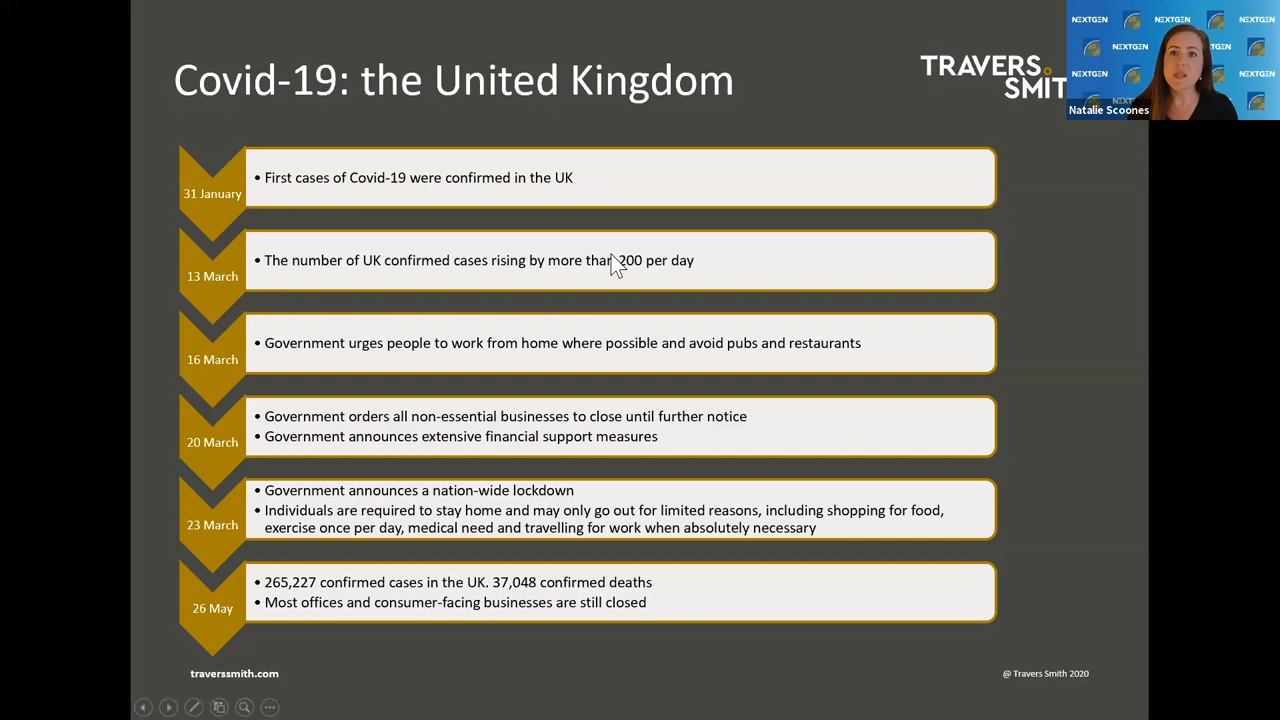 Covid-19: the United Kingdom
TRAVERS
SMIT
NEXTGEN
NEXTGEN
NEXTGEN
NEXTGEN
TGEN
NEXTGEN
NEXTGEN
Natalie Scoones
31 January
• First cases of Covid-19 were confirmed in the UK
13 March
• The number of UK confirmed cases rising by more than 200 per day
16 March
• Government urges people to work from home where possible and avoid pubs and restaurants
20 March
• Government orders all non-essential businesses to close until further notice
• Government announces extensive financial support measures
23 March
• Government announces a nation-wide lockdown
• Individuals are required to stay home and may only go out for limited reasons, including shopping for food,
exercise once per day, medical need and travelling for work when absolutely necessary
26 May
• 265,227 confirmed cases in the UK. 37,048 confirmed deaths
• Most offices and consumer-facing businesses are still closed
traverssmith.com
@ Travers Smith 2020